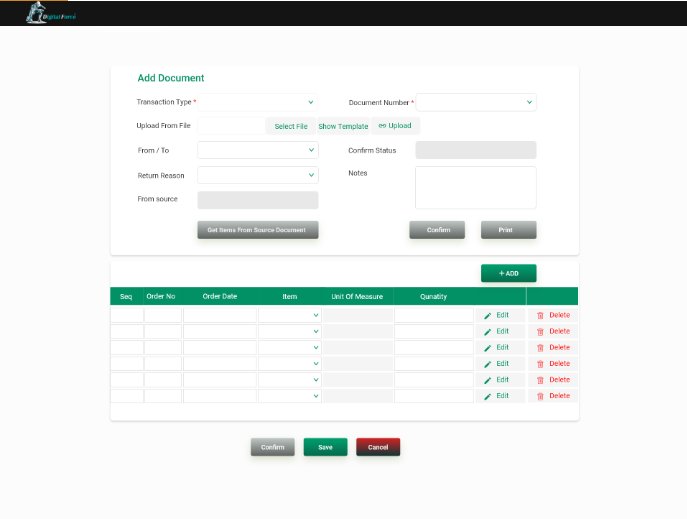 Digital Force
Add Document
Transaction Type *
Document Number *
Upload From File
Select File
Show Template
Upload
From / To
Confirm Status
Return Reason
Notes
From source
Get Items From Source Document
Confirm
Print
+ ADD
Seq Order No Order Date Item Unit Of Measure Qunatity
Edit Delete
Edit Delete
Edit Delete
Edit Delete
Edit Delete
Edit Delete
Confirm Save Cancel